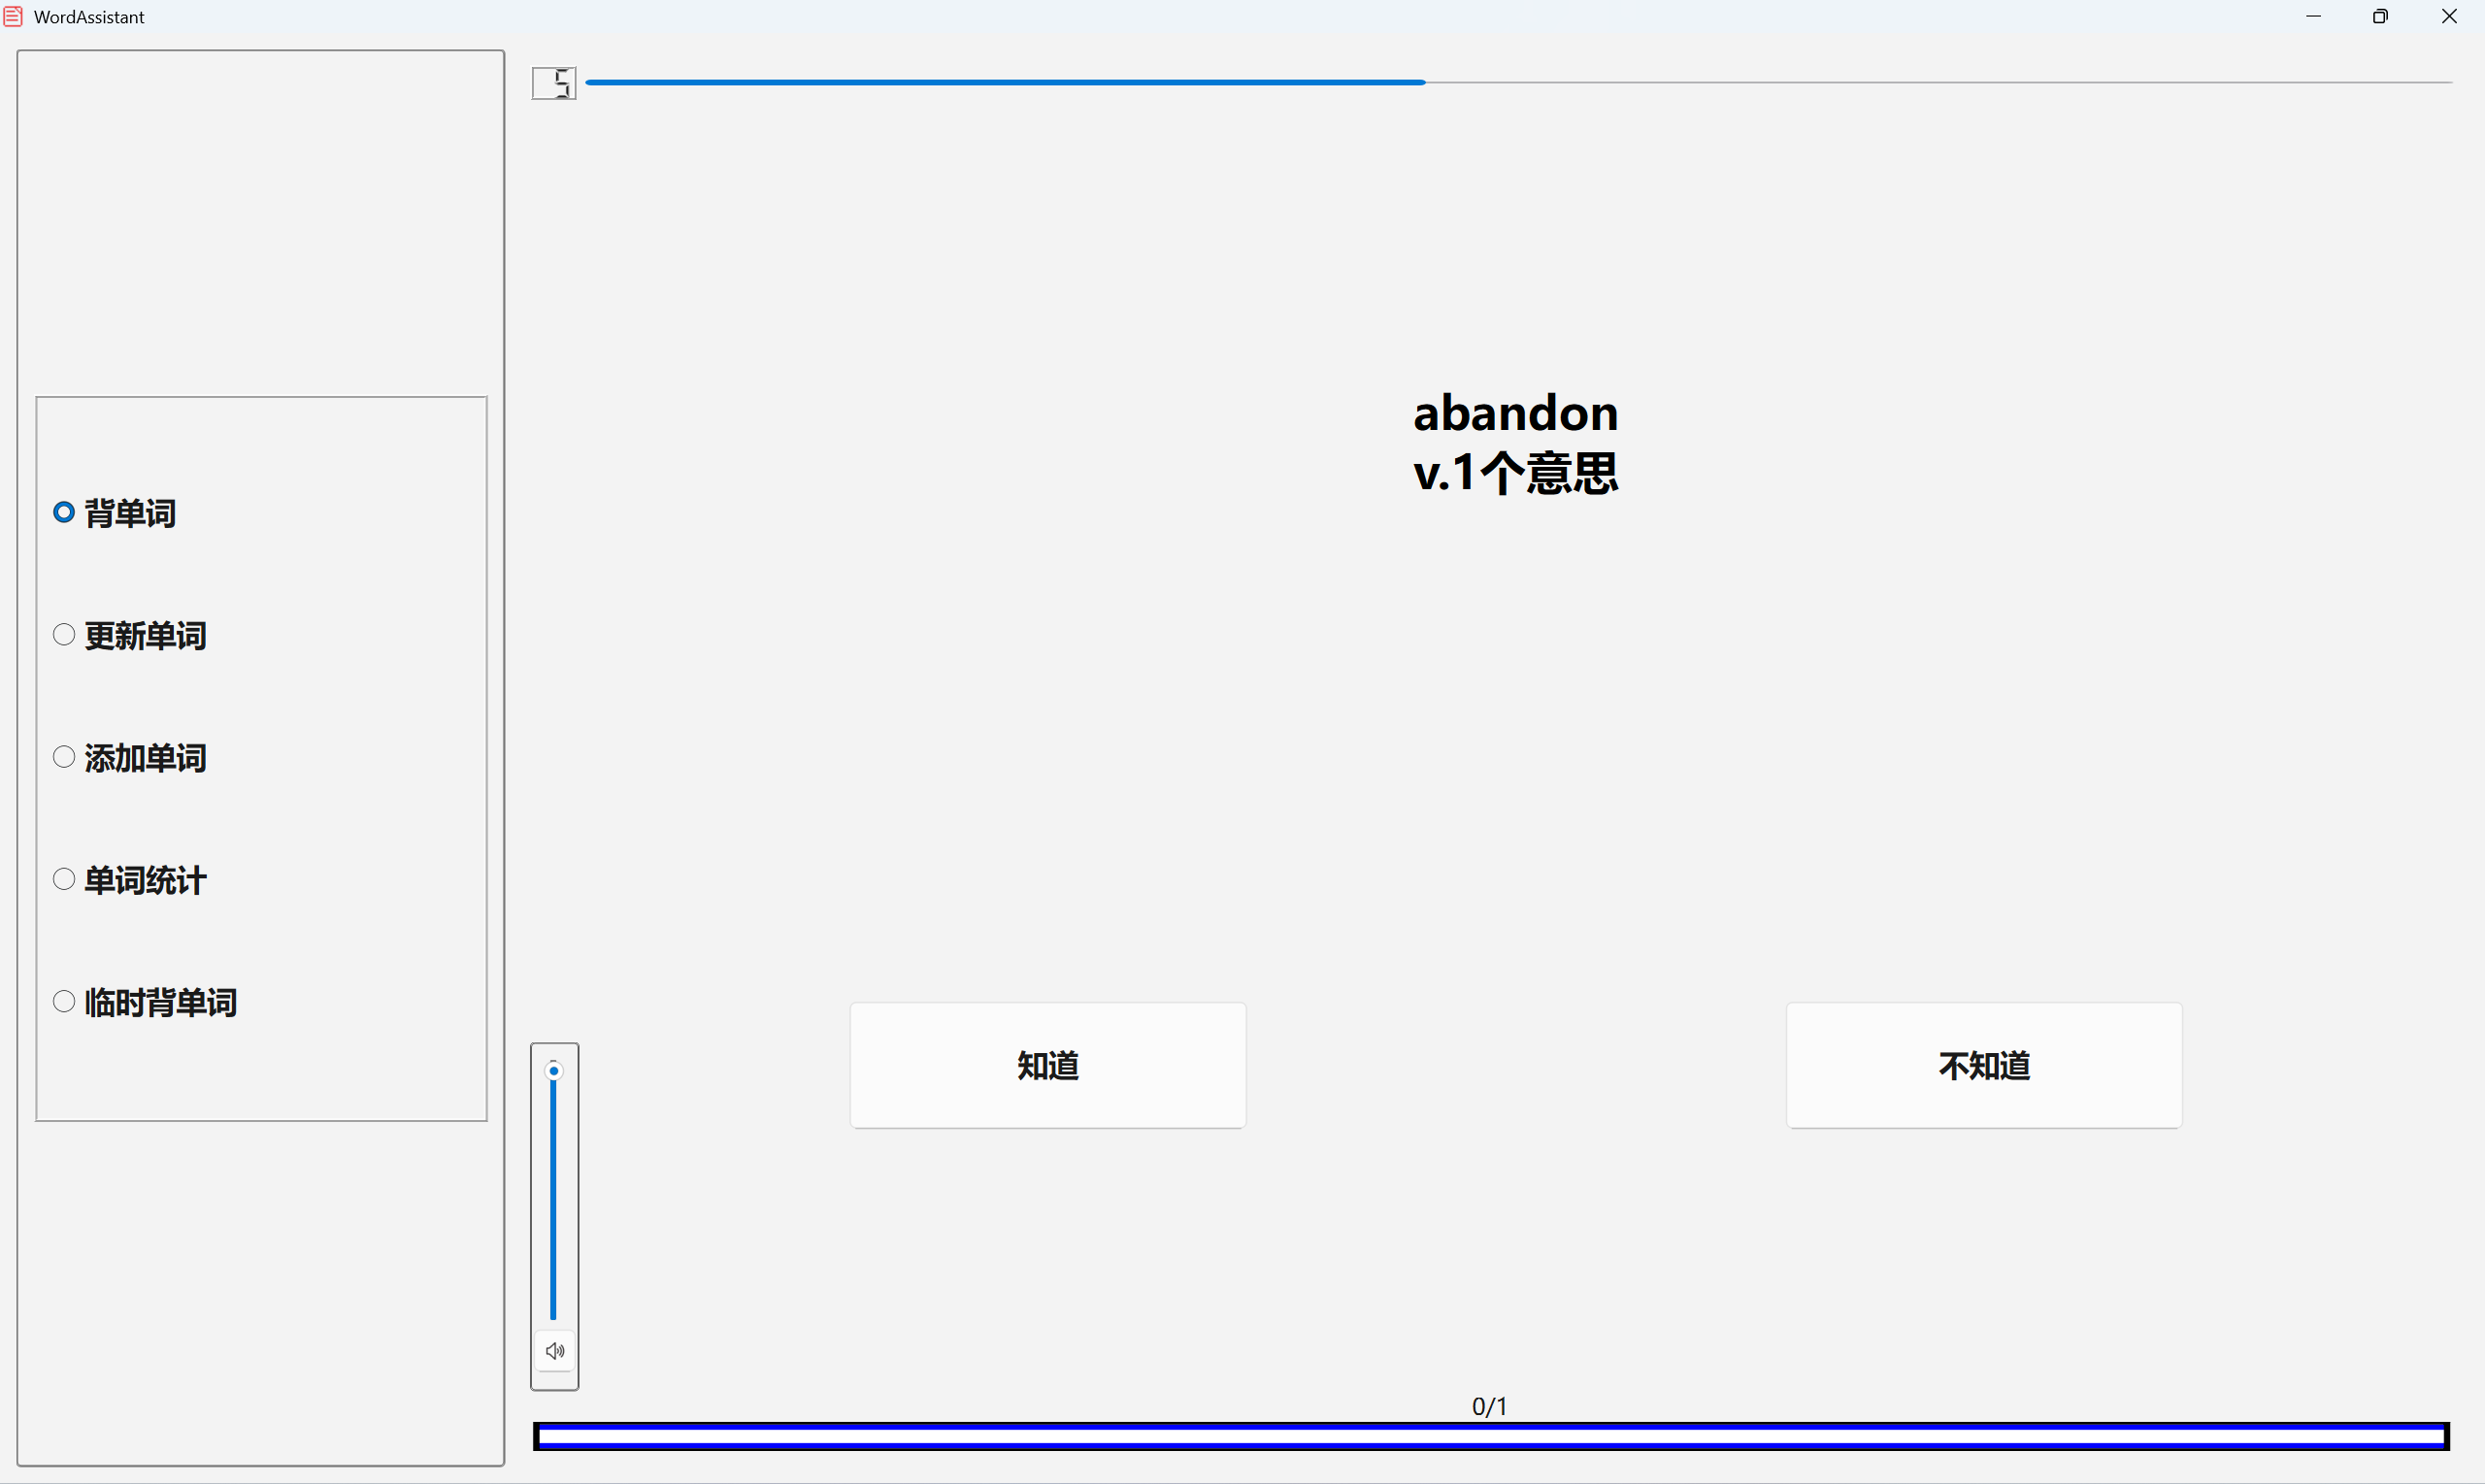 WordAssistant
5
abandon
v.1个意思
背单词
更新单词
添加单词
单词统计
临时背单词
知道
不知道
0/1